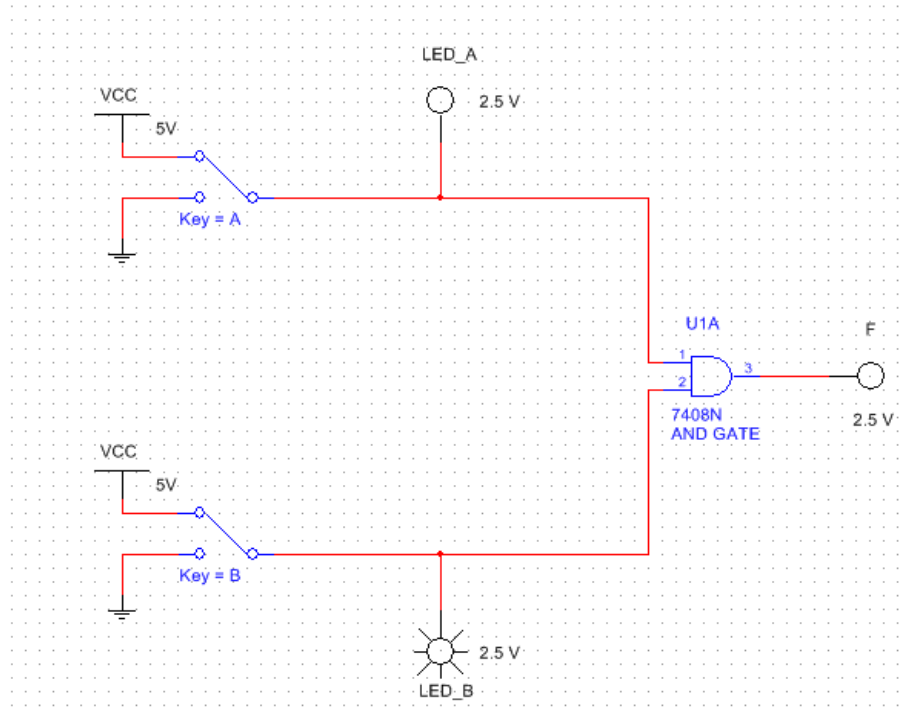 LED_A
2.5 V
VCC
5V
Key = A
U1A
1
2
3
7408N
AND GATE
F
2.5 V
VCC
5V
Key = B
2.5 V
LED_B